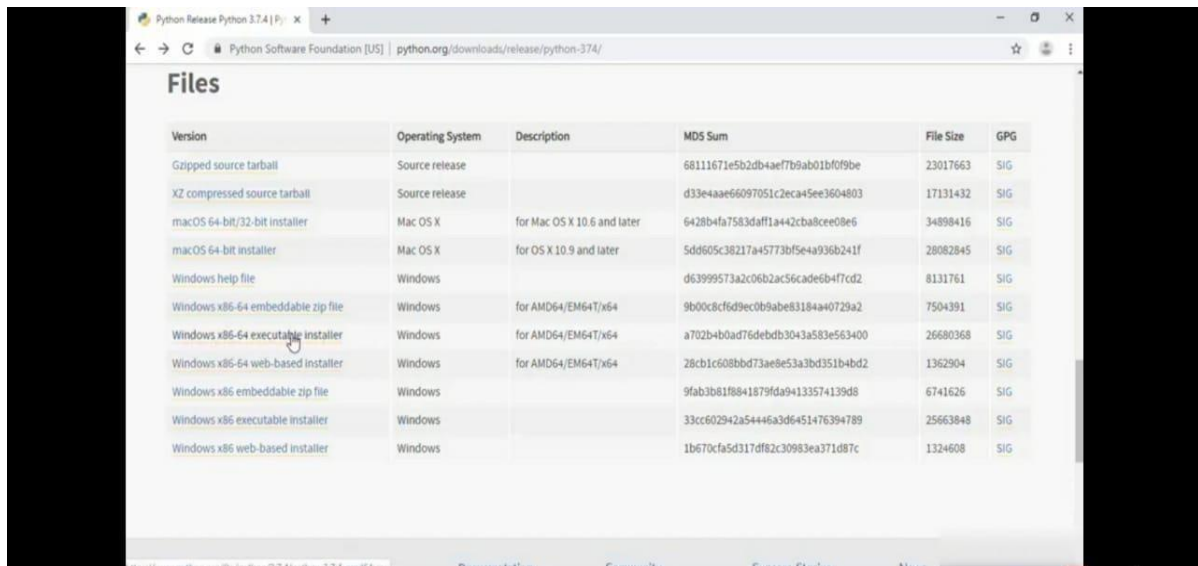 Python Release Python 3.7.4 | Py
Python Software Foundation [US] | python.org/downloads/release/python-374/
Files
Version Operating System Description MD5 Sum File Size GPG
Gzipped source tarball Source release 68111671e5b2db4aef7b9ab01bf0f9be 23017663 SIG
XZ compressed source tarball Source release d33e4aae66097051c2eca45ee3604803 17131432 SIG
macOS 64-bit/32-bit installer Mac OS X for Mac OS X 10.6 and later 6428b4fa7583daff1a442cba8cee08e6 34898416 SIG
macOS 64-bit installer Mac OS X for OS X 10.9 and later 5dd605c38217a45773bf5e4a936b241f 28082845 SIG
Windows help file Windows d63999573a2c06b2ac56cade6b4f7cd2 8131761 SIG
Windows x86-64 embeddable zip file Windows for AMD64/EM64T/x64 9b00c8cf6d9ec0b9abe83184a40729a2 7504391 SIG
Windows x86-64 executable installer Windows for AMD64/EM64T/x64 a702b4b0ad76debdb3043a583e563400 26680368 SIG
Windows x86-64 web-based installer Windows for AMD64/EM64T/x64 28cb1c608bbd73ae8e53a3bd351b4bd2 1362904 SIG
Windows x86 embeddable zip file Windows 9fab3b81f8841879fda94133574139d8 6741626 SIG
Windows x86 executable installer Windows 33cc602942a54446a3d6451476394789 25663848 SIG
Windows x86 web-based installer Windows 1b670cfa5d317df82c30983ea371d87c 1324608 SIG